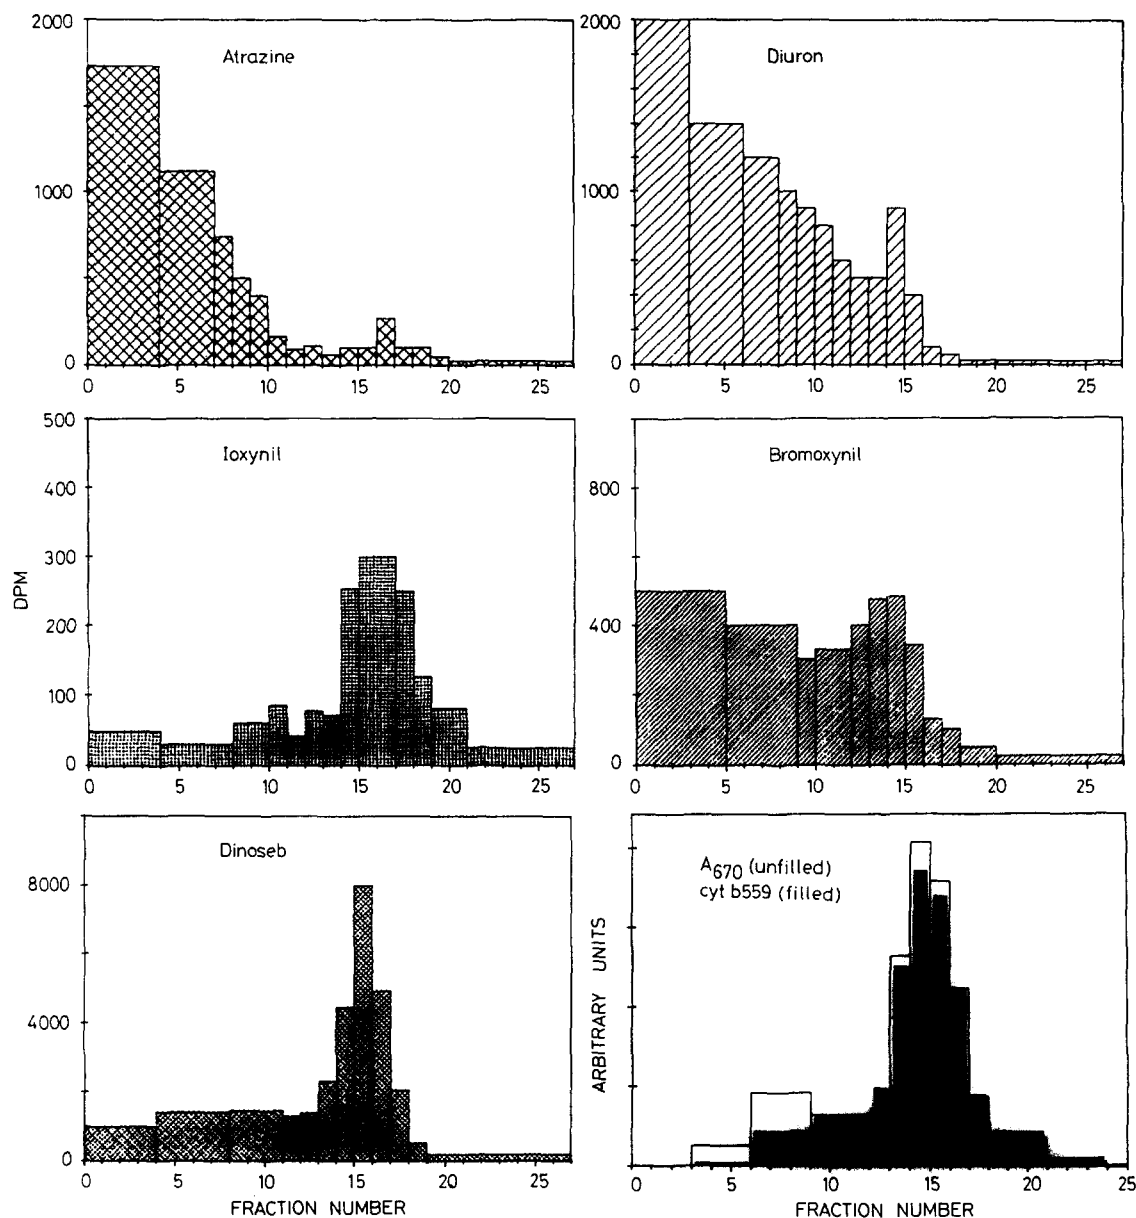 2000
Atrazine
1000
0
0 5 10 15 20 25
2000
Diuron
1000
0
0 5 10 15 20 25
500
Ioxynil
400
300
DPM
200
100
0
0 5 10 15 20 25
Bromoxynil
800
400
0
0 5 10 15 20 25
Dinoseb
8000
4000
0
0 5 10 15 20 25
FRACTION NUMBER
A670 (unfilled)
cyt b559 (filled)
ARBITRARY UNITS
0 5 10 15 20 25
FRACTION NUMBER